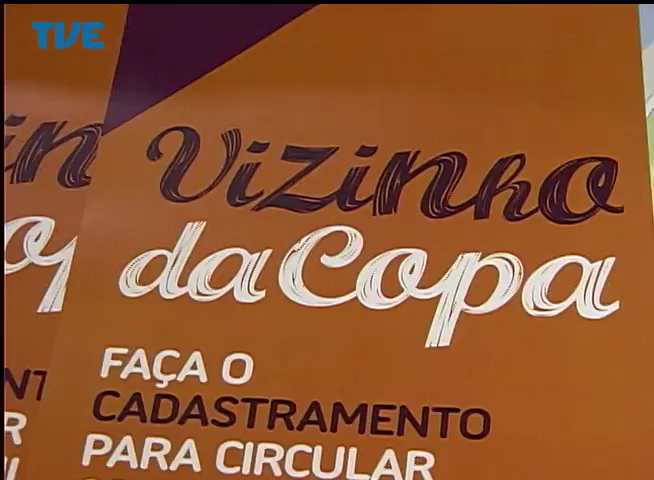 TVE
Vizinho
da Copa
FAÇA O
CADASTRAMENTO
PARA CIRCULAR